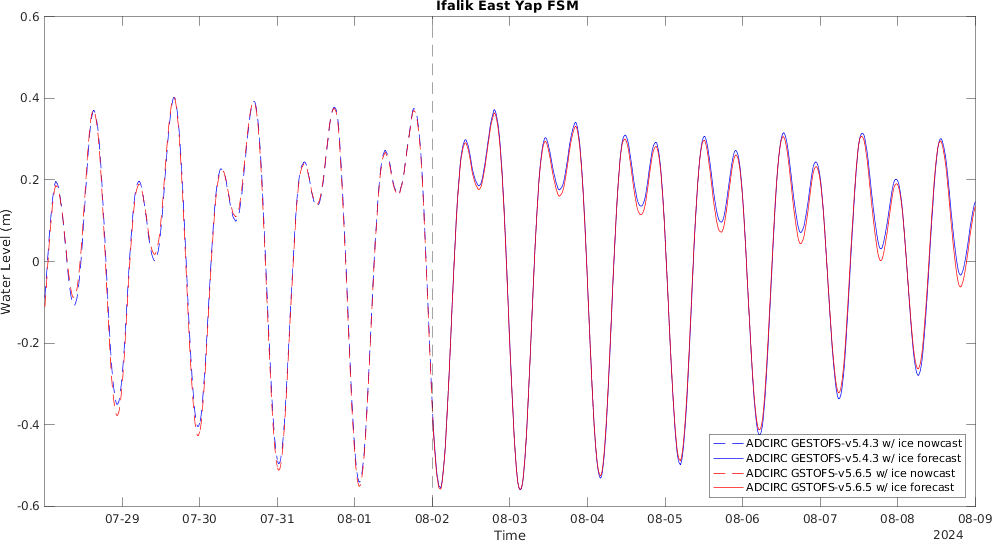 Ifalik East Yap FSM
0.6
0.4
0.2
0
-0.2
-0.4
-0.6
Water Level (m)
ADCIRC GESTOFS-v5.4.3 w/ ice nowcast
ADCIRC GESTOFS-v5.4.3 w/ ice forecast
ADCIRC GSTOFS-v5.6.5 w/ ice nowcast
ADCIRC GSTOFS-v5.6.5 w/ ice forecast
07-29 07-30 07-31 08-01 08-02 08-03 08-04 08-05 08-06 08-07 08-08 08-09
Time
2024